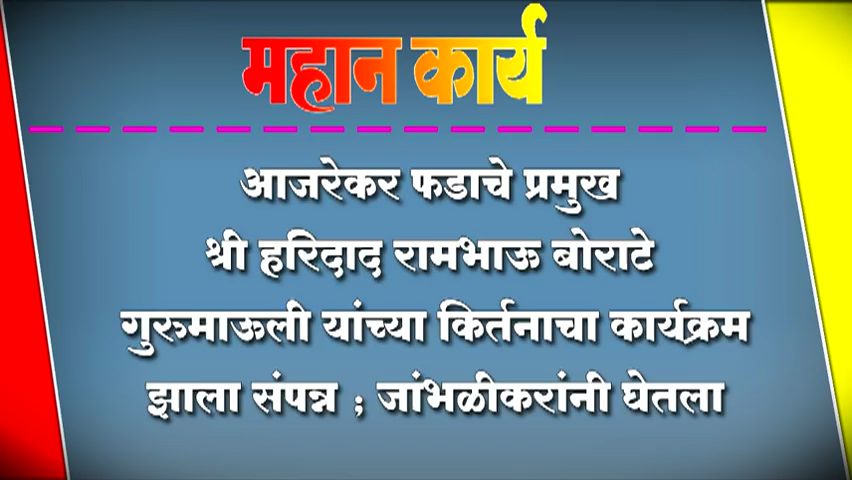 महान कार्य
आजरेकर फडाचे प्रमुख
श्री हरिदाद रामभाऊ बोराटे
गुरुमाऊली यांच्या किर्तनाचा कार्यक्रम
झाला संपन्न ; जांभळीकरांनी घेतला